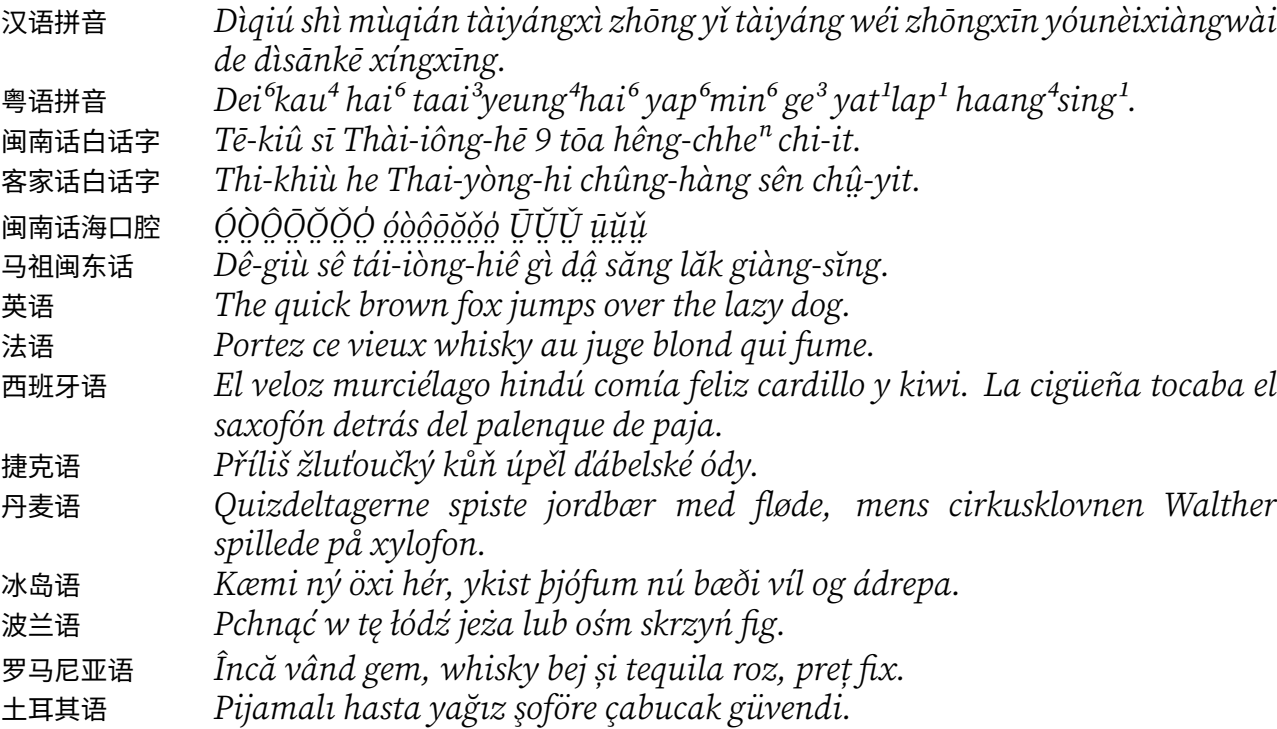 汉语拼音 Dìqiú shì mùqián tàiyángxì zhōng yǐ tàiyáng wéi zhōngxīn yóunèixiàngwài
de dìsānkē xíngxīng.
粤语拼音 Dei⁶kau⁴ hai⁶ taai³yeung⁴hai⁶ yap⁶min⁶ ge³ yat¹lap¹ haang⁴sing¹.
闽南话白话字 Tē-kiû sī Thài-iông-hē 9 tōa hêng-chheⁿ chi-it.
客家话白话字 Thi-khiù he Thai-yòng-hi chûng-hàng sên chṳ̂-yit.
闽南话海口腔 Ó̤Ò̤Ô̤Ō̤Ŏ̤Ǒ̤O̤̍ ó̤ò̤ô̤ō̤ŏ̤ǒ̤o̤̍ Ṳ̄Ṳ̆Ṳ̌ ṳ̄ṳ̆ṳ̌
马祖闽东话 Dê-giù sê tái-iòng-hiê gì dâ̤ săng lăk giàng-sĭng.
英语 The quick brown fox jumps over the lazy dog.
法语 Portez ce vieux whisky au juge blond qui fume.
西班牙语 El veloz murciélago hindú comía feliz cardillo y kiwi. La cigüeña tocaba el
saxofón detrás del palenque de paja.
捷克语 Příliš žluťoučký kůň úpěl ďábelské ódy.
丹麦语 Quizdeltagerne spiste jordbær med fløde, mens cirkusklovnen Walther
spillede på xylofon.
冰岛语 Kæmi ný öxi hér, ykist þjófum nú bæði víl og ádrepa.
波兰语 Pchnąć w tę łódź jeża lub ośm skrzyń fig.
罗马尼亚语 Încă vând gem, whisky bej și tequila roz, preț fix.
土耳其语 Pijamalı hasta yağız şoföre çabucak güvendi.